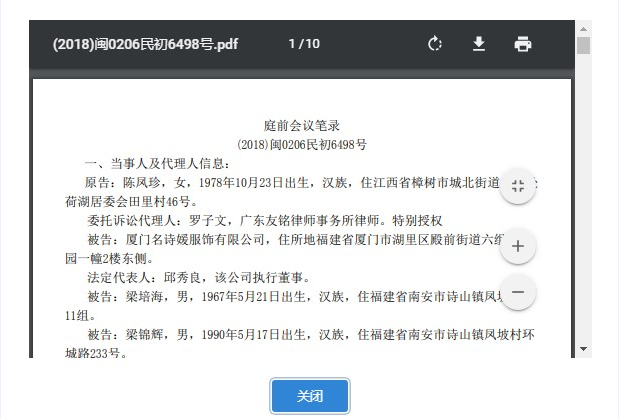 (2018)闽0206民初6498号.pdf
1 / 10
庭前会议笔录
(2018)闽0206民初6498号
一、当事人及代理人信息：
原告：陈凤珍，女，1978年10月23日出生，汉族，住江西省樟树市城北街道
荷湖居委会田里村46号。
委托诉讼代理人：罗子文，广东友铭律师事务所律师。特别授权
被告：厦门名诗媛服饰有限公司，住所地福建省厦门市湖里区殿前街道六组
园一幢2楼东侧。
法定代表人：邱秀良，该公司执行董事。
被告：梁培海，男，1967年5月21日出生，汉族，住福建省南安市诗山镇凤坡
11组。
被告：梁锦辉，男，1990年5月17日出生，汉族，住福建省南安市诗山镇凤坡村环
城路233号。
关闭